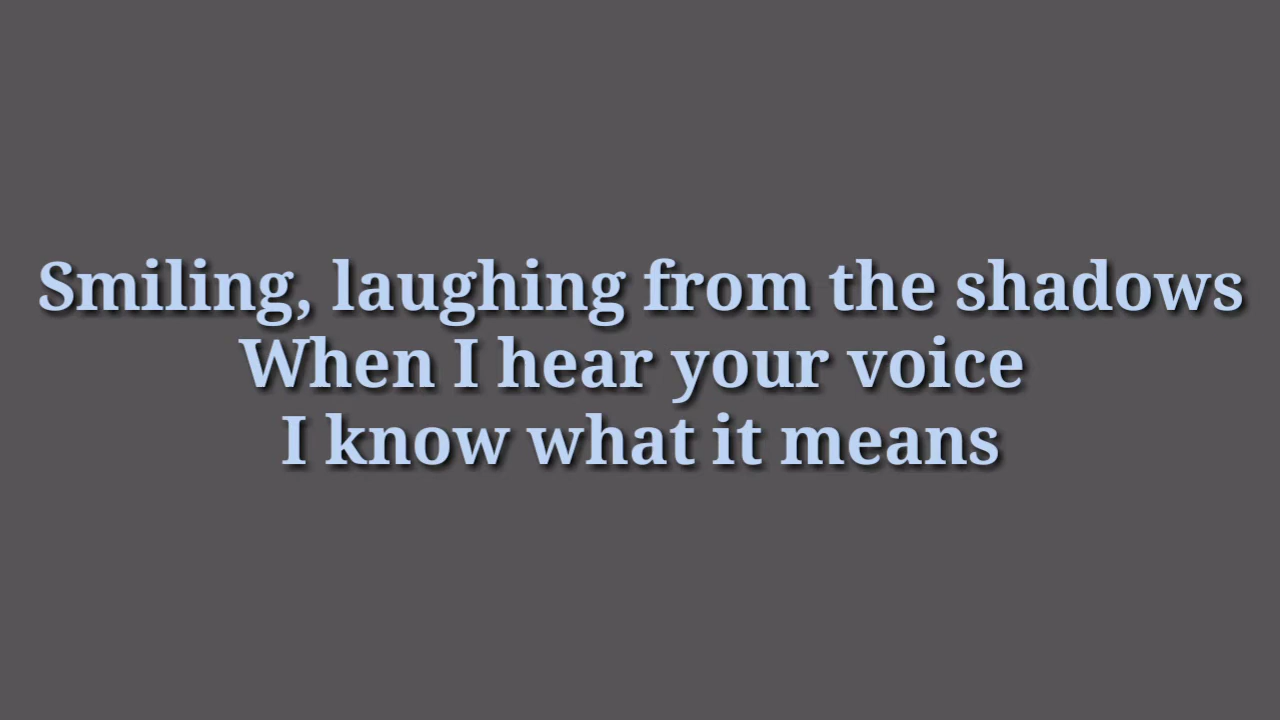 Smiling, laughing from the shadows
When I hear your voice
I know what it means